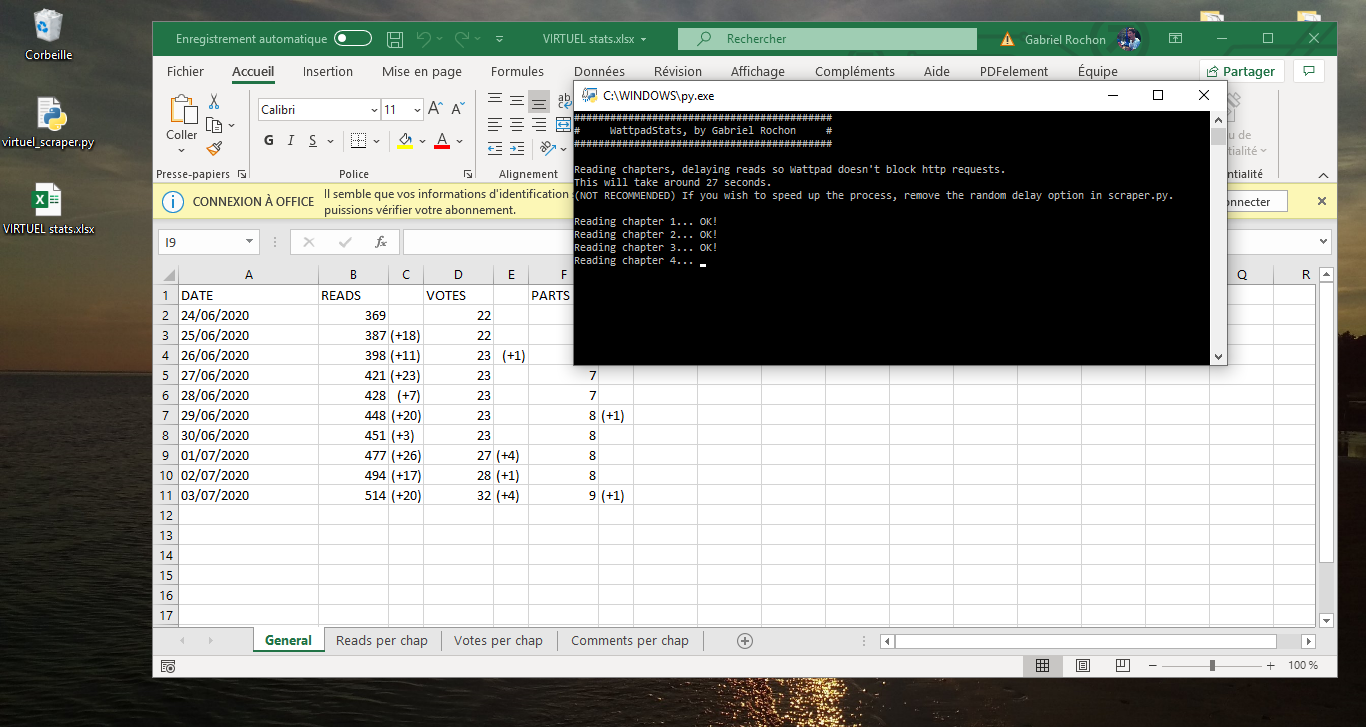 Corbeille
virtuel_scraper.py
VIRTUEL stats.xlsx
Enregistrement automatique
VIRTUEL stats.xlsx
Rechercher
Gabriel Rochon
Fichier Accueil Insertion Mise en page Formules Données Révision Affichage Compléments Aide PDFelement Équipe
Partager
Coller
Calibri 11
G I S
Presse-papiers Police Alignement
CONNEXION À OFFICE
Il semble que vos informations d'identification
puissions vérifier votre abonnement.
C:\WINDOWS\py.exe
###########################################
# WattpadStats, by Gabriel Rochon #
###########################################
Reading chapters, delaying reads so Wattpad doesn't block http requests.
This will take around 27 seconds.
(NOT RECOMMENDED) If you wish to speed up the process, remove the random delay option in scraper.py.
Reading chapter 1... OK!
Reading chapter 2... OK!
Reading chapter 3... OK!
Reading chapter 4...
I9
fx
A B C D E F Q R
1 DATE READS VOTES PARTS
2 24/06/2020 369 22
3 25/06/2020 387 (+18) 22
4 26/06/2020 398 (+11) 23 (+1)
5 27/06/2020 421 (+23) 23 7
6 28/06/2020 428 (+7) 23 7
7 29/06/2020 448 (+20) 23 8 (+1)
8 30/06/2020 451 (+3) 23 8
9 01/07/2020 477 (+26) 27 (+4) 8
10 02/07/2020 494 (+17) 28 (+1) 8
11 03/07/2020 514 (+20) 32 (+4) 9 (+1)
12
13
14
15
16
17
General Reads per chap Votes per chap Comments per chap
100 %